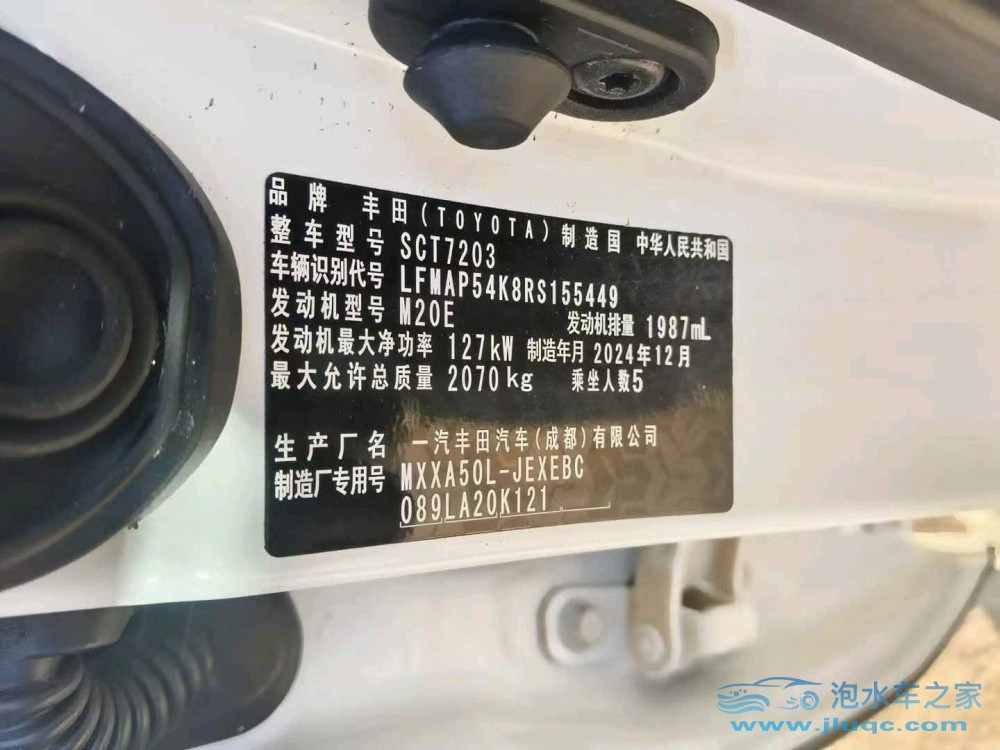 品牌 丰田(TOYOTA) 制造国 中华人民共和国
整车型号 SCT7203
车辆识别代号 LFMAP54K8RS155449
发动机型号 M20E 发动机排量 1987mL
发动机最大净功率 127kW 制造年月 2024年12月
最大允许总质量 2070kg 乘坐人数5
生产厂名 一汽丰田汽车(成都)有限公司
制造厂专用号 MXXA50L-JEXEBC
089LA20K121
泡水车之家
www.jluqc.com